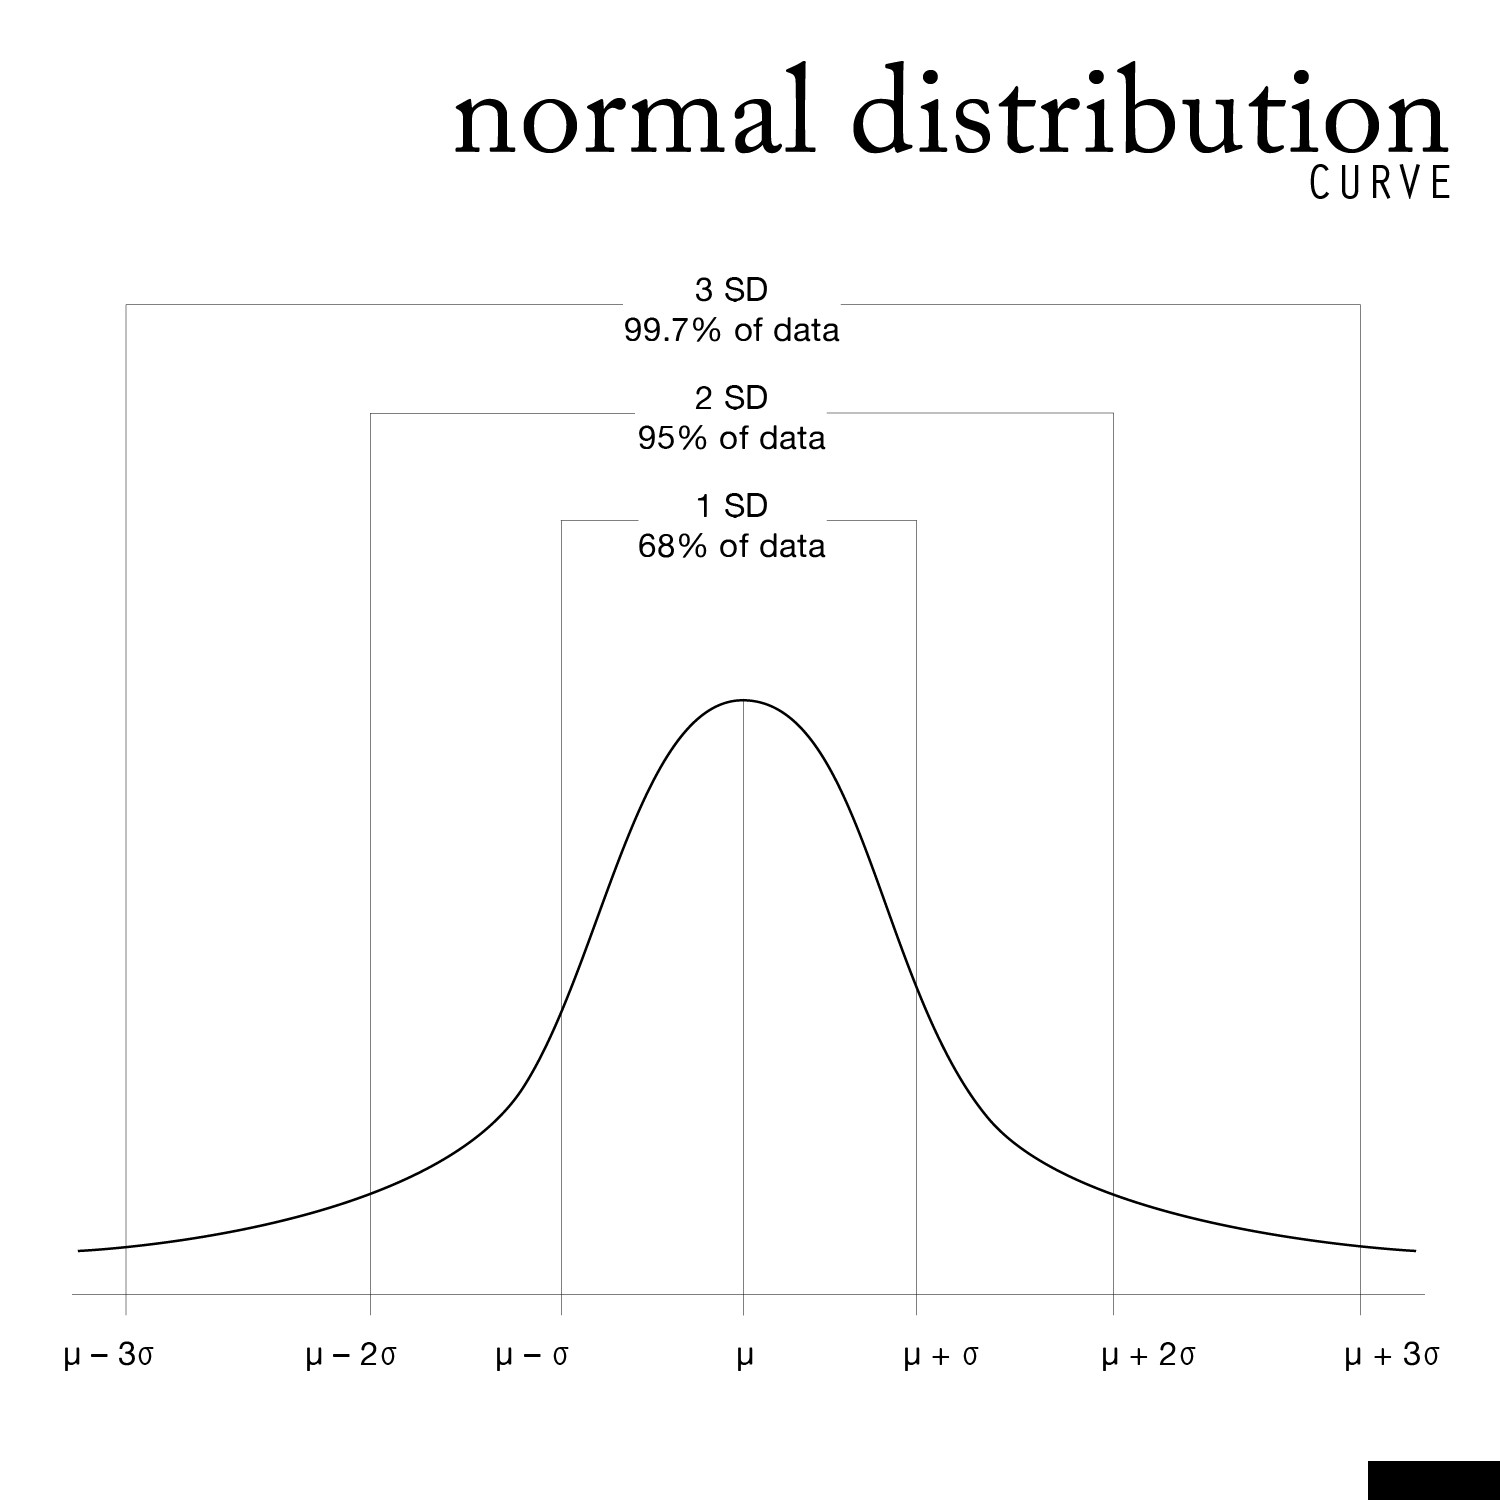 normal distribution
CURVE
3 SD
99.7% of data
2 SD
95% of data
1 SD
68% of data
μ – 3σ μ – 2σ μ – σ μ μ + σ μ + 2σ μ + 3σ